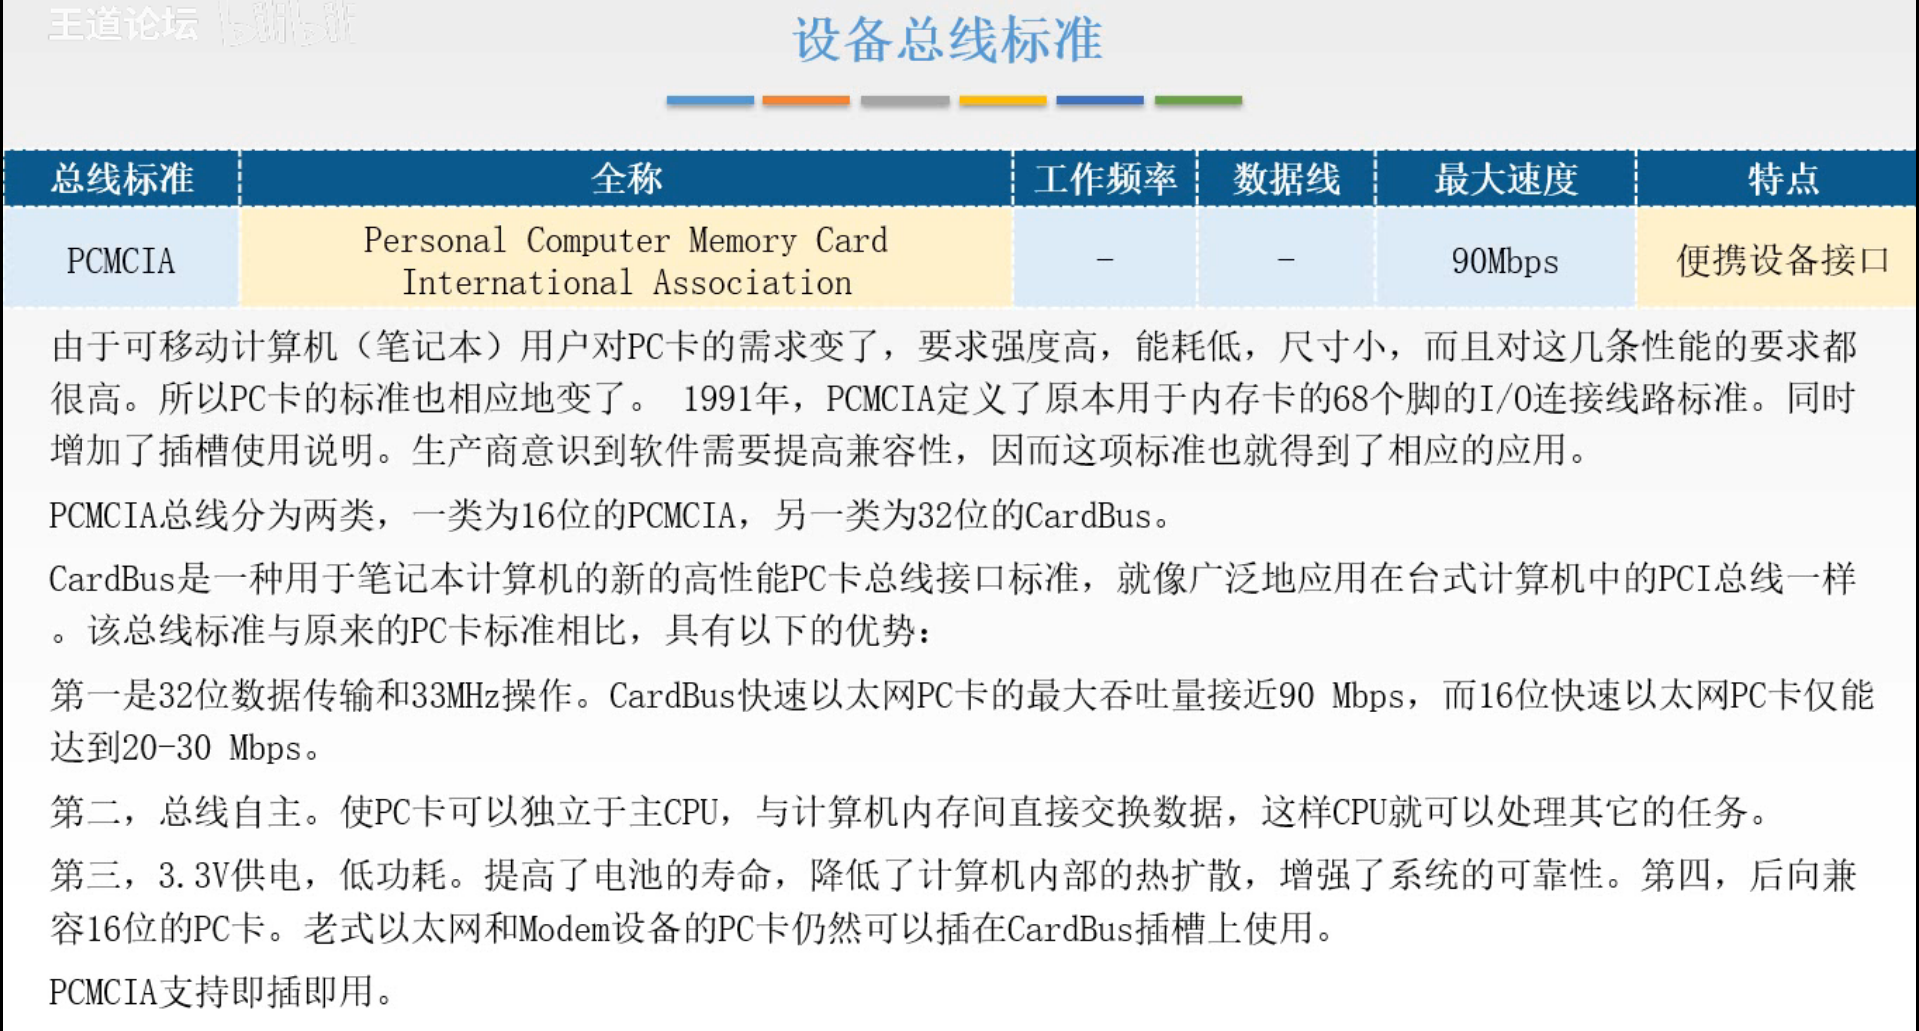 王道论坛 bilibili
设备总线标准
总线标准 全称 工作频率 数据线 最大速度 特点
Personal Computer Memory Card
PCMCIA - - 90Mbps 便携设备接口
International Association
由于可移动计算机（笔记本）用户对PC卡的需求变了，要求强度高，能耗低，尺寸小，而且对这几条性能的要求都
很高。所以PC卡的标准也相应地变了。 1991年，PCMCIA定义了原本用于内存卡的68个脚的I/O连接线路标准。同时
增加了插槽使用说明。生产商意识到软件需要提高兼容性，因而这项标准也就得到了相应的应用。
PCMCIA总线分为两类，一类为16位的PCMCIA，另一类为32位的CardBus。
CardBus是一种用于笔记本计算机的新的高性能PC卡总线接口标准，就像广泛地应用在台式计算机中的PCI总线一样
。该总线标准与原来的PC卡标准相比，具有以下的优势：
第一是32位数据传输和33MHz操作。CardBus快速以太网PC卡的最大吞吐量接近90 Mbps，而16位快速以太网PC卡仅能
达到20-30 Mbps。
第二，总线自主。使PC卡可以独立于主CPU，与计算机内存间直接交换数据，这样CPU就可以处理其它的任务。
第三，3.3V供电，低功耗。提高了电池的寿命，降低了计算机内部的热扩散，增强了系统的可靠性。第四，后向兼
容16位的PC卡。老式以太网和Modem设备的PC卡仍然可以插在CardBus插槽上使用。
PCMCIA支持即插即用。